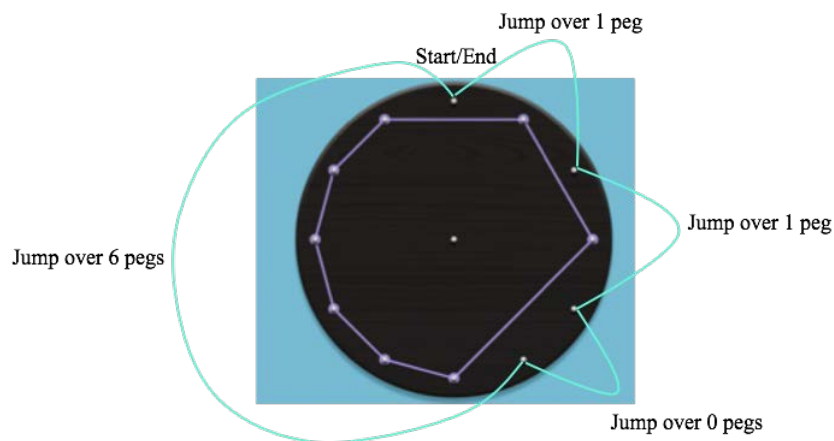 Jump over 1 peg
Start/End
Jump over 1 peg
Jump over 6 pegs
Jump over 0 pegs